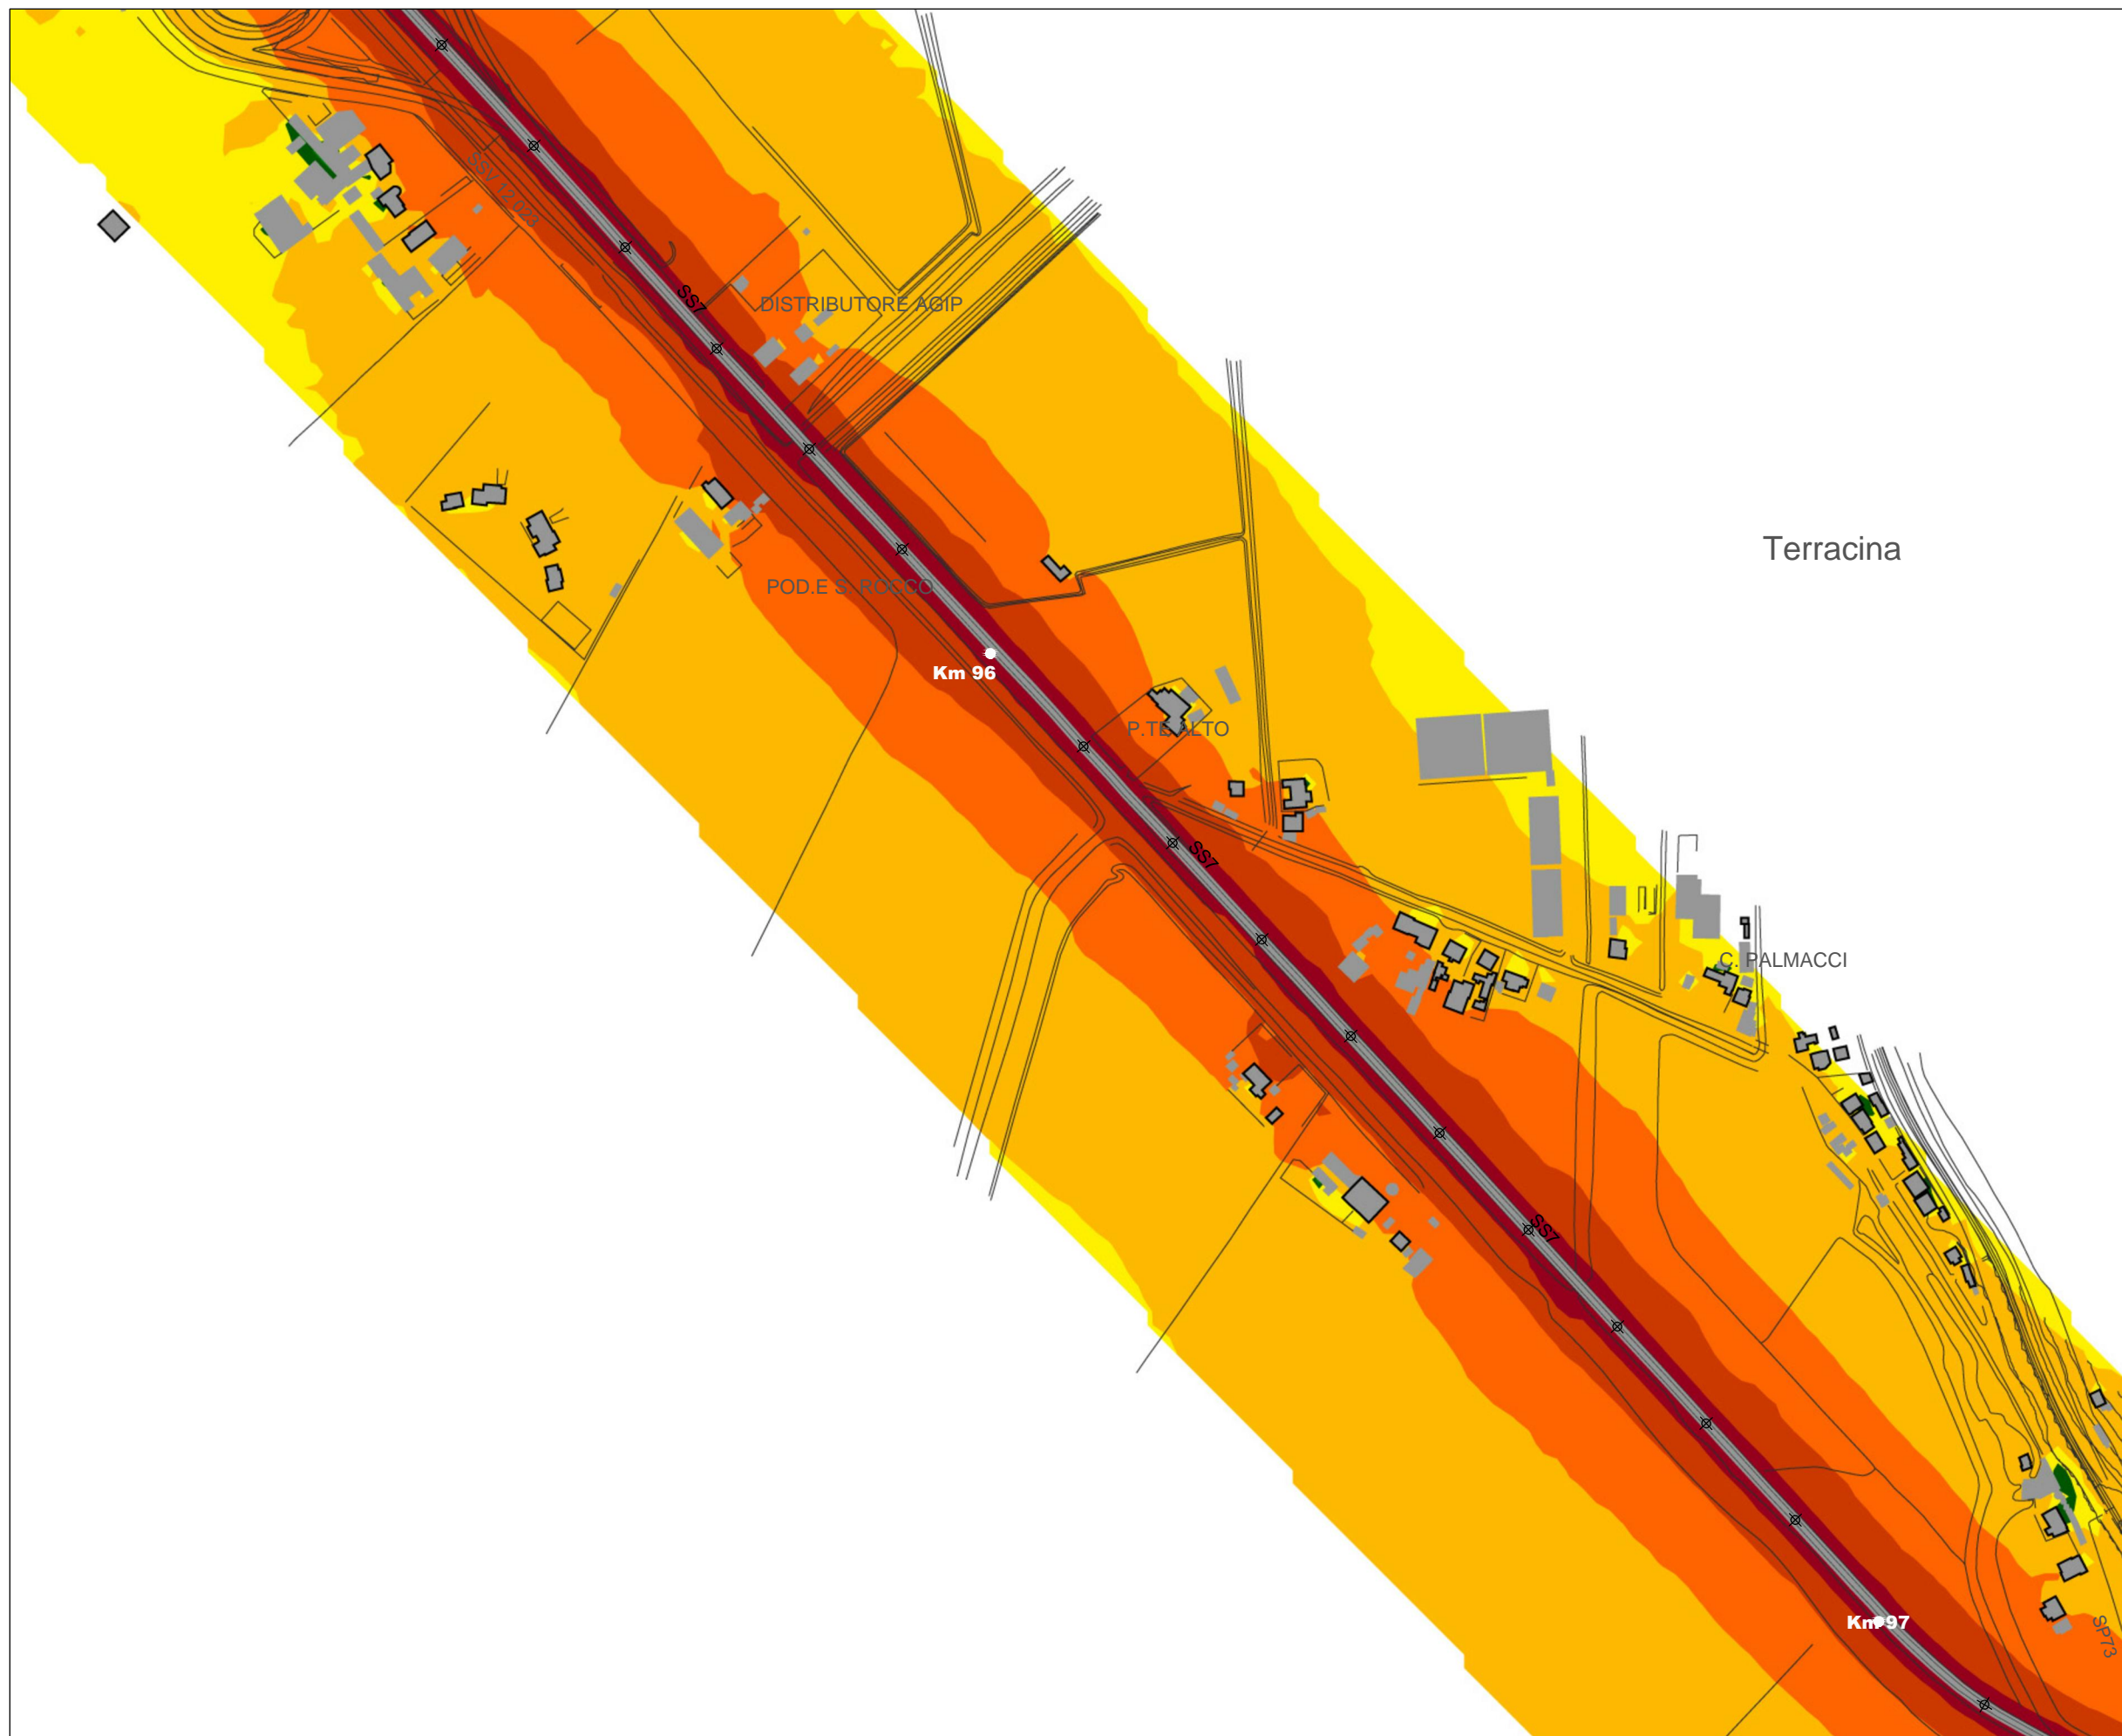 SSV 12.023
SS7
DISTRIBUTORE AGIP
Terracina
POD.E S. ROCCO
Km 96
P.TE ALTO
SS7
C. PALMACCI
SS7
Km 97
SP73